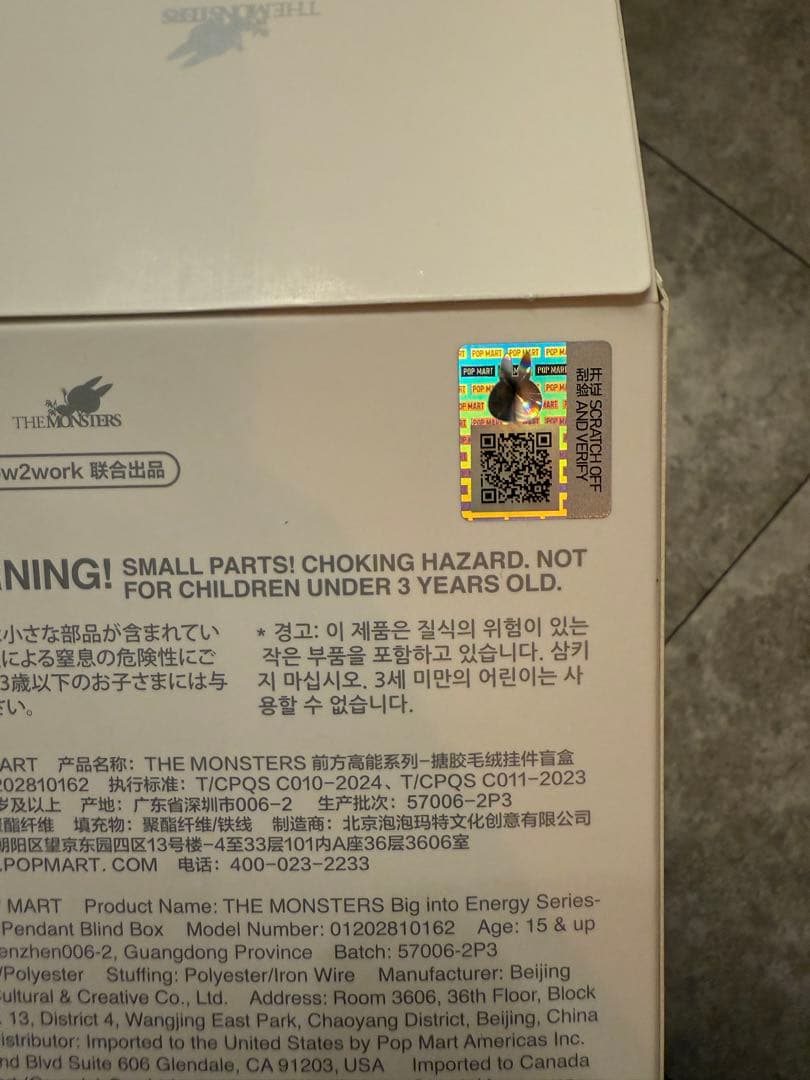 THE MONSTERS
THE MONSTERS
w2work 联合出品
POP MART POP MART
POP MART POP MART
开 证 SCRATCH OFF
刮 验 AND VERIFY
NING! SMALL PARTS! CHOKING HAZARD. NOT
FOR CHILDREN UNDER 3 YEARS OLD.
小さな部品が含まれてい
による窒息の危険性にご
3歳以下のお子さまには与
さい。
* 경고: 이 제품은 질식의 위험이 있는
작은 부품을 포함하고 있습니다. 삼키
지 마십시오. 3세 미만의 어린이는 사
용할 수 없습니다.
ART 产品名称: THE MONSTERS 前方高能系列-搪胶毛绒挂件盲盒
202810162 执行标准: T/CPQS C010-2024、T/CPQS C011-2023
岁及以上 产地: 广东省深圳市006-2 生产批次: 57006-2P3
聚酯纤维 填充物: 聚酯纤维/铁线 制造商: 北京泡泡玛特文化创意有限公司
朝阳区望京东园四区13号楼-4至33层101内A座36层3606室
.POPMART. COM 电话: 400-023-2233
P MART Product Name: THE MONSTERS Big into Energy Series-
Pendant Blind Box Model Number: 01202810162 Age: 15 & up
enzhen006-2, Guangdong Province Batch: 57006-2P3
/Polyester Stuffing: Polyester/Iron Wire Manufacturer: Beijing
ultural & Creative Co., Ltd. Address: Room 3606, 36th Floor, Block
13, District 4, Wangjing East Park, Chaoyang District, Beijing, China
istributor: Imported to the United States by Pop Mart Americas Inc.
nd Blvd Suite 606 Glendale, CA 91203, USA Imported to Canada